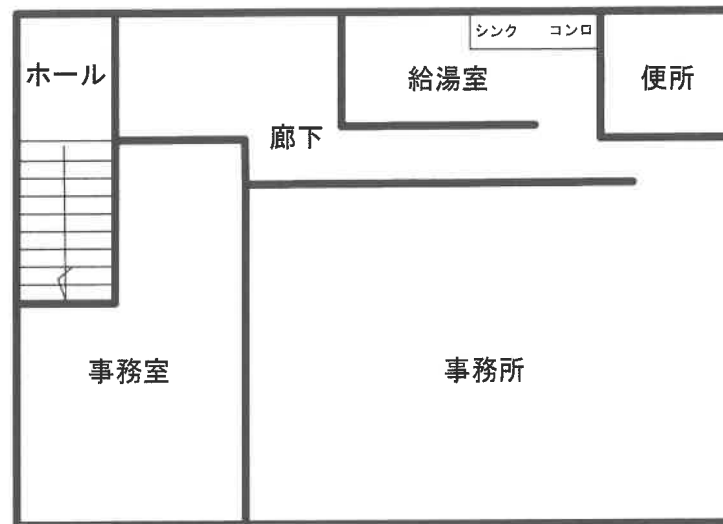 シンク コンロ
ホール
給湯室
便所
廊下
事務室
事務所